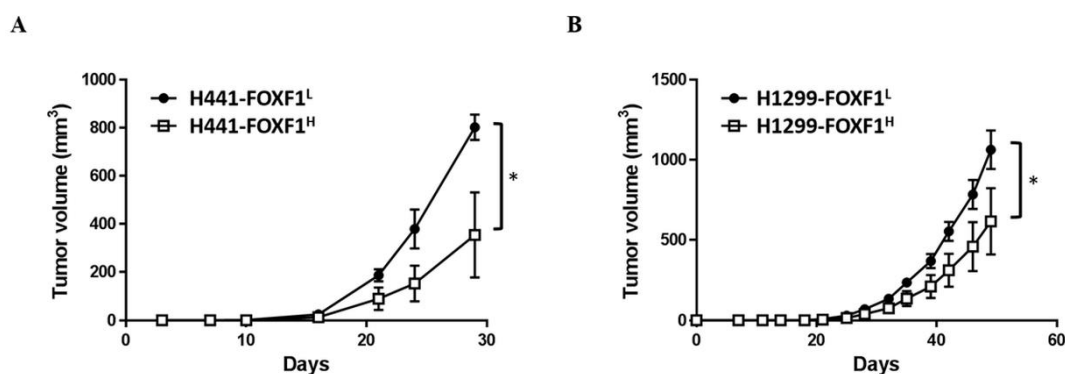 A
B
Tumor volume (mm³)
1000
800
600
400
200
0
H441-FOXF1ᴸ
H441-FOXF1ᴴ
*
0 10 20 30
Days
Tumor volume (mm³)
1500
1000
500
0
H1299-FOXF1ᴸ
H1299-FOXF1ᴴ
*
0 20 40 60
Days